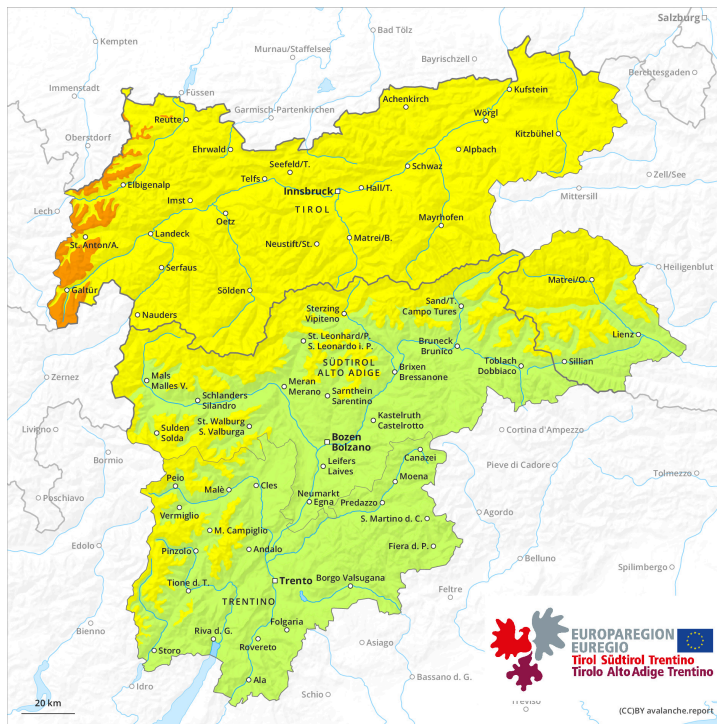 Salzburg
Kempten
Bad Tölz
Murnau/Staffelsee
Bayrischzell
Berchtesgaden
Immenstadt
Füssen
Garmisch-Partenkirchen
Achenkirch
Kufstein
Reutte
Wörgl
Oberstdorf
Ehrwald
Kitzbühel
Alpbach
Seefeld/T.
Schwaz
Telfs
Zell/See
Elbigenalp
Innsbruck
Hall/T.
Mittersill
Lech
Imst
TIROL
Oetz
Mayrhofen
St. Anton/A.
Landeck
Neustift/St.
Matrei/B.
Serfaus
Heiligenblut
Galtür
Sölden
Matrei/O.
Nauders
Sterzing
Vipiteno
Sand/T.
Campo Tures
Lienz
St. Leonhard/P.
S. Leonardo i. P.
Bruneck
Brunico
SÜDTIROL
ALTO ADIGE
Toblach
Dobbiaco
Sillian
Zernez
Mals
Malles V.
Meran
Merano
Brixen
Bressanone
Schlanders
Silandro
Sarnthein
Sarentino
St. Walburg
S. Valburga
Kastelruth
Castelrotto
Livigno
Sulden
Solda
Bozen
Bolzano
Cortina d'Ampezzo
Bormio
Canazei
Leifers
Laives
Pieve di Cadore
Tolmezzo
Poschiavo
Peio
Malè
Cles
Moena
Neumarkt
Egna
Predazzo
Vermiglio
S. Martino d. C.
Agordo
M. Campiglio
Edolo
Pinzolo
Andalo
Fiera d. P.
Belluno
Spilimbergo
Tione d. T.
Trento
Borgo Valsugana
Feltre
TRENTINO
Folgaria
Bienno
Riva d. G.
Rovereto
Asiago
Storo
Ala
Bassano d. G.
Idro
Schio
Treviso
EUROPAREGION
EUREGIO
Tirol Südtirol Trentino
Tirolo Alto Adige Trentino
20 km
(CC)BY avalanche.report